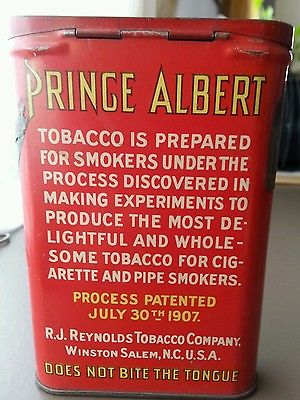 PRINCE ALBERT
TOBACCO IS PREPARED
FOR SMOKERS UNDER THE
PROCESS DISCOVERED IN
MAKING EXPERIMENTS TO
PRODUCE THE MOST DE-
LIGHTFUL AND WHOLE-
SOME TOBACCO FOR CIG-
ARETTE AND PIPE SMOKERS.
PROCESS PATENTED
JULY 30TH 1907.
R.J. REYNOLDS TOBACCO COMPANY,
WINSTON SALEM, N.C. U.S.A.
DOES NOT BITE THE TONGUE